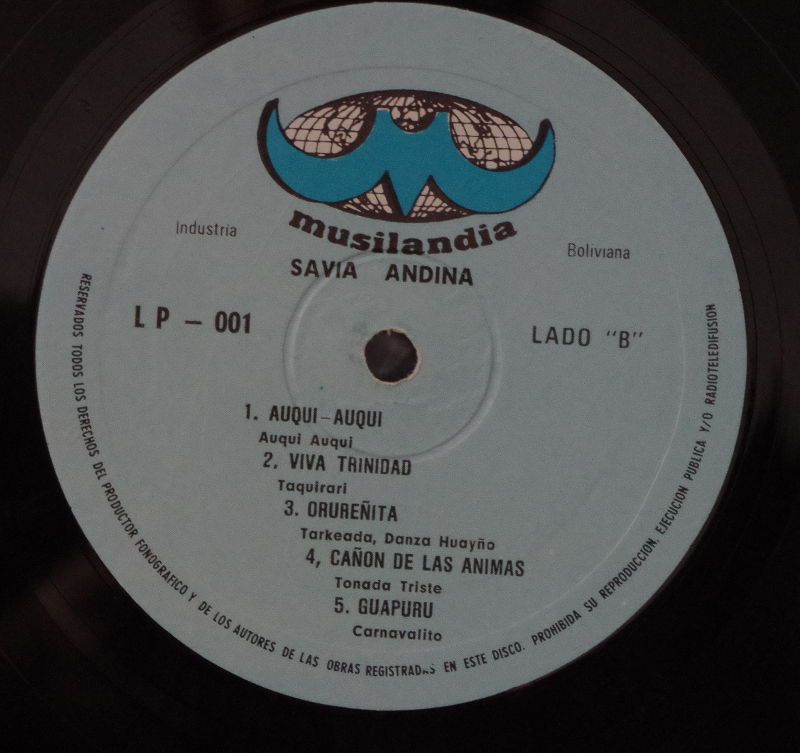 musilandia
Industria
Boliviana
SAVIA ANDINA
LP - 001
LADO "B"
1. AUQUI-AUQUI
Auqui Auqui
2. VIVA TRINIDAD
Taquirari
3. ORUREÑITA
Tarkeada, Danza Huayño
4, CAÑON DE LAS ANIMAS
Tonada Triste
5. GUAPURU
Carnavalito
RESERVADOS TODOS LOS DERECHOS DEL PRODUCTOR FONOGRAFICO Y DE LOS AUTORES DE LAS OBRAS REGISTRADAS EN ESTE DISCO. PROHIBIDA SU REPRODUCCION, EJECUCION PUBLICA Y/O RADIOTELEDIFUSION